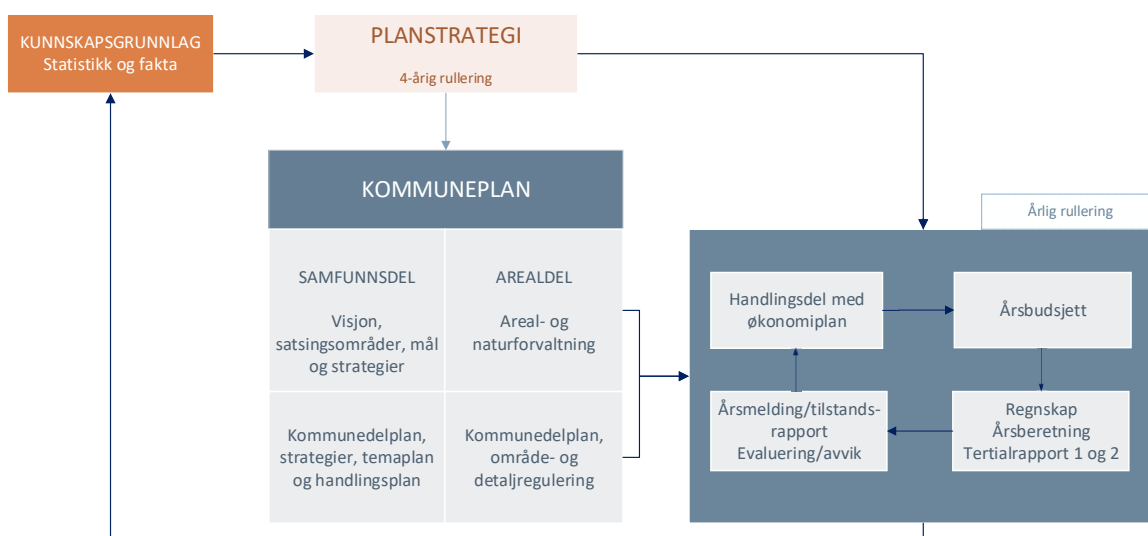 KUNNSKAPSGRUNNLAG
Statistikk og fakta
PLANSTRATEGI
4-årig rullering
KOMMUNEPLAN
SAMFUNNSDEL
Visjon,
satsingsområder, mål
og strategier
AREALDEL
Areal- og
naturforvaltning
Kommunedelplan,
strategier, temaplan
og handlingsplan
Kommunedelplan,
område- og
detaljregulering
Årlig rullering
Handlingsdel med
økonomiplan
Årsbudsjett
Årsmelding/tilstands-
rapport
Evaluering/avvik
Regnskap
Årsberetning
Tertialrapport 1 og 2